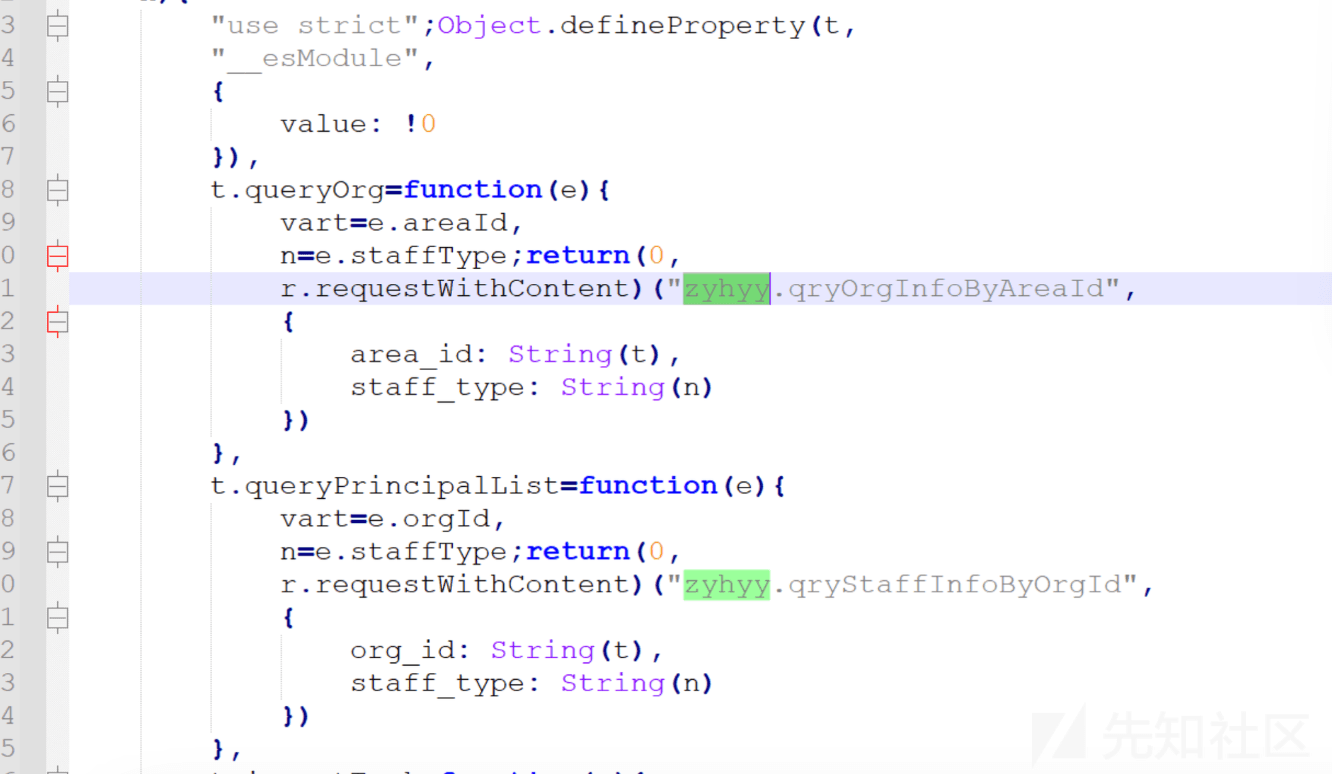 3 "use strict";Object.defineProperty(t,
4 "__esModule",
5 {
6 value: !0
7 }),
8 t.queryOrg=function(e){
9 vart=e.areaId,
0 n=e.staffType;return(0,
1 r.requestWithContent)("zyhyy.qryOrgInfoByAreaId",
2 {
3 area_id: String(t),
4 staff_type: String(n)
5 })
6 },
7 t.queryPrincipalList=function(e){
8 vart=e.orgId,
9 n=e.staffType;return(0,
0 r.requestWithContent)("zyhyy.qryStaffInfoByOrgId",
1 {
2 org_id: String(t),
3 staff_type: String(n)
4 })
5 },
先知社区